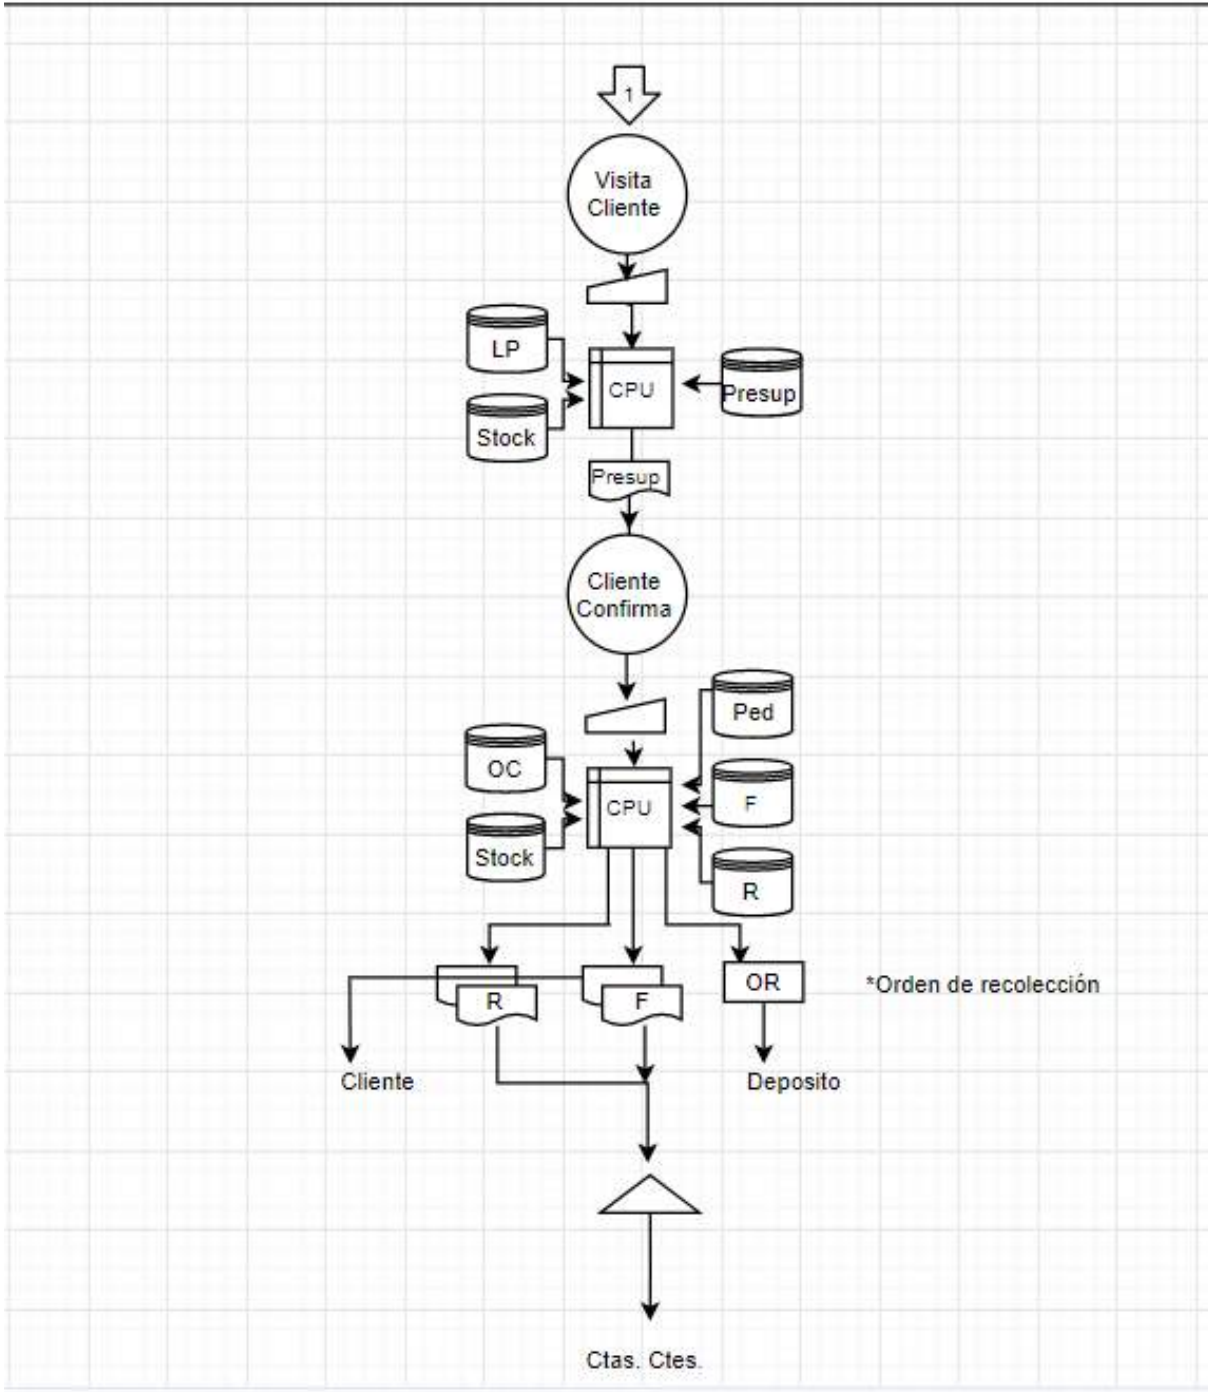 1
Visita
Cliente
LP
CPU
Presup
Stock
Presup
Cliente
Confirma
Ped
OC
CPU
F
Stock
R
R
F
OR
*Orden de recolección
Cliente
Deposito
Ctas. Ctes.